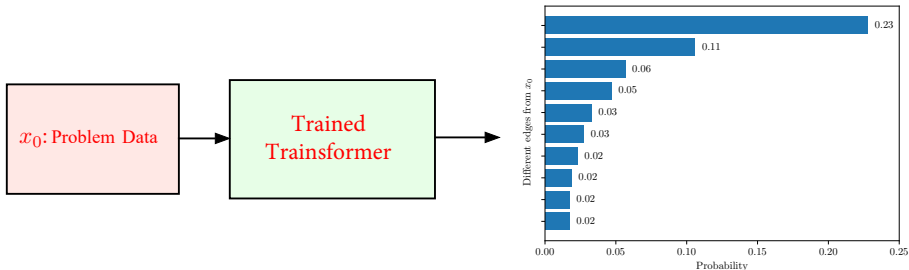 x₀: Problem Data
Trained
Trainsformer
Different edges from x₀
0.23
0.11
0.06
0.05
0.03
0.03
0.02
0.02
0.02
0.02
0.00 0.05 0.10 0.15 0.20 0.25
Probability